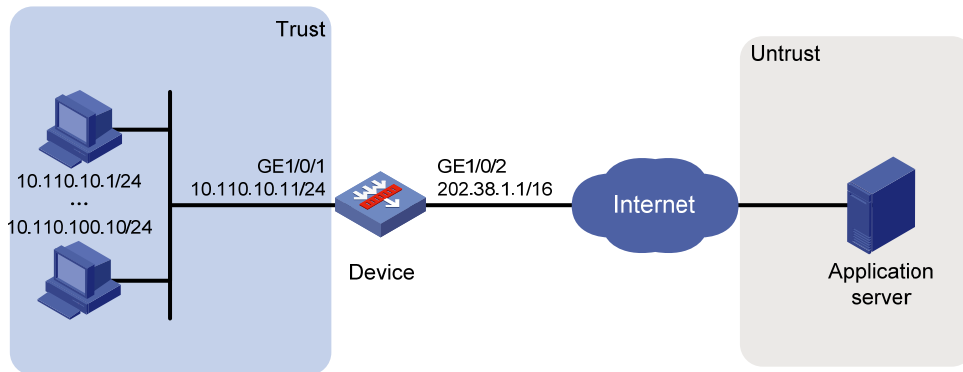 Trust
10.110.10.1/24
...
10.110.100.10/24
GE1/0/1
10.110.10.11/24
Device
GE1/0/2
202.38.1.1/16
Internet
Untrust
Application
server